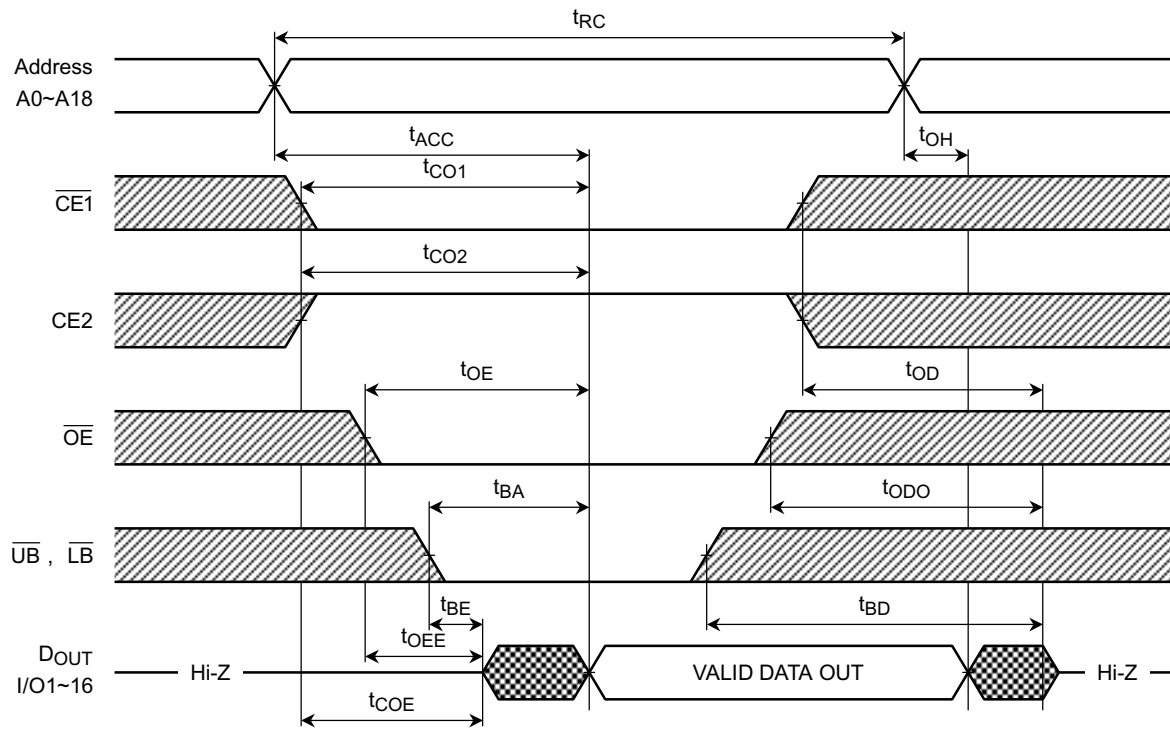 tRC
Address
A0~A18
tACC
tOH
tCO1
CE1
tCO2
CE2
tOE
tOD
OE
tBA
tODO
UB , LB
tBE
tBD
tOEE
DOUT
I/O1~16
Hi-Z
VALID DATA OUT
Hi-Z
tCOE